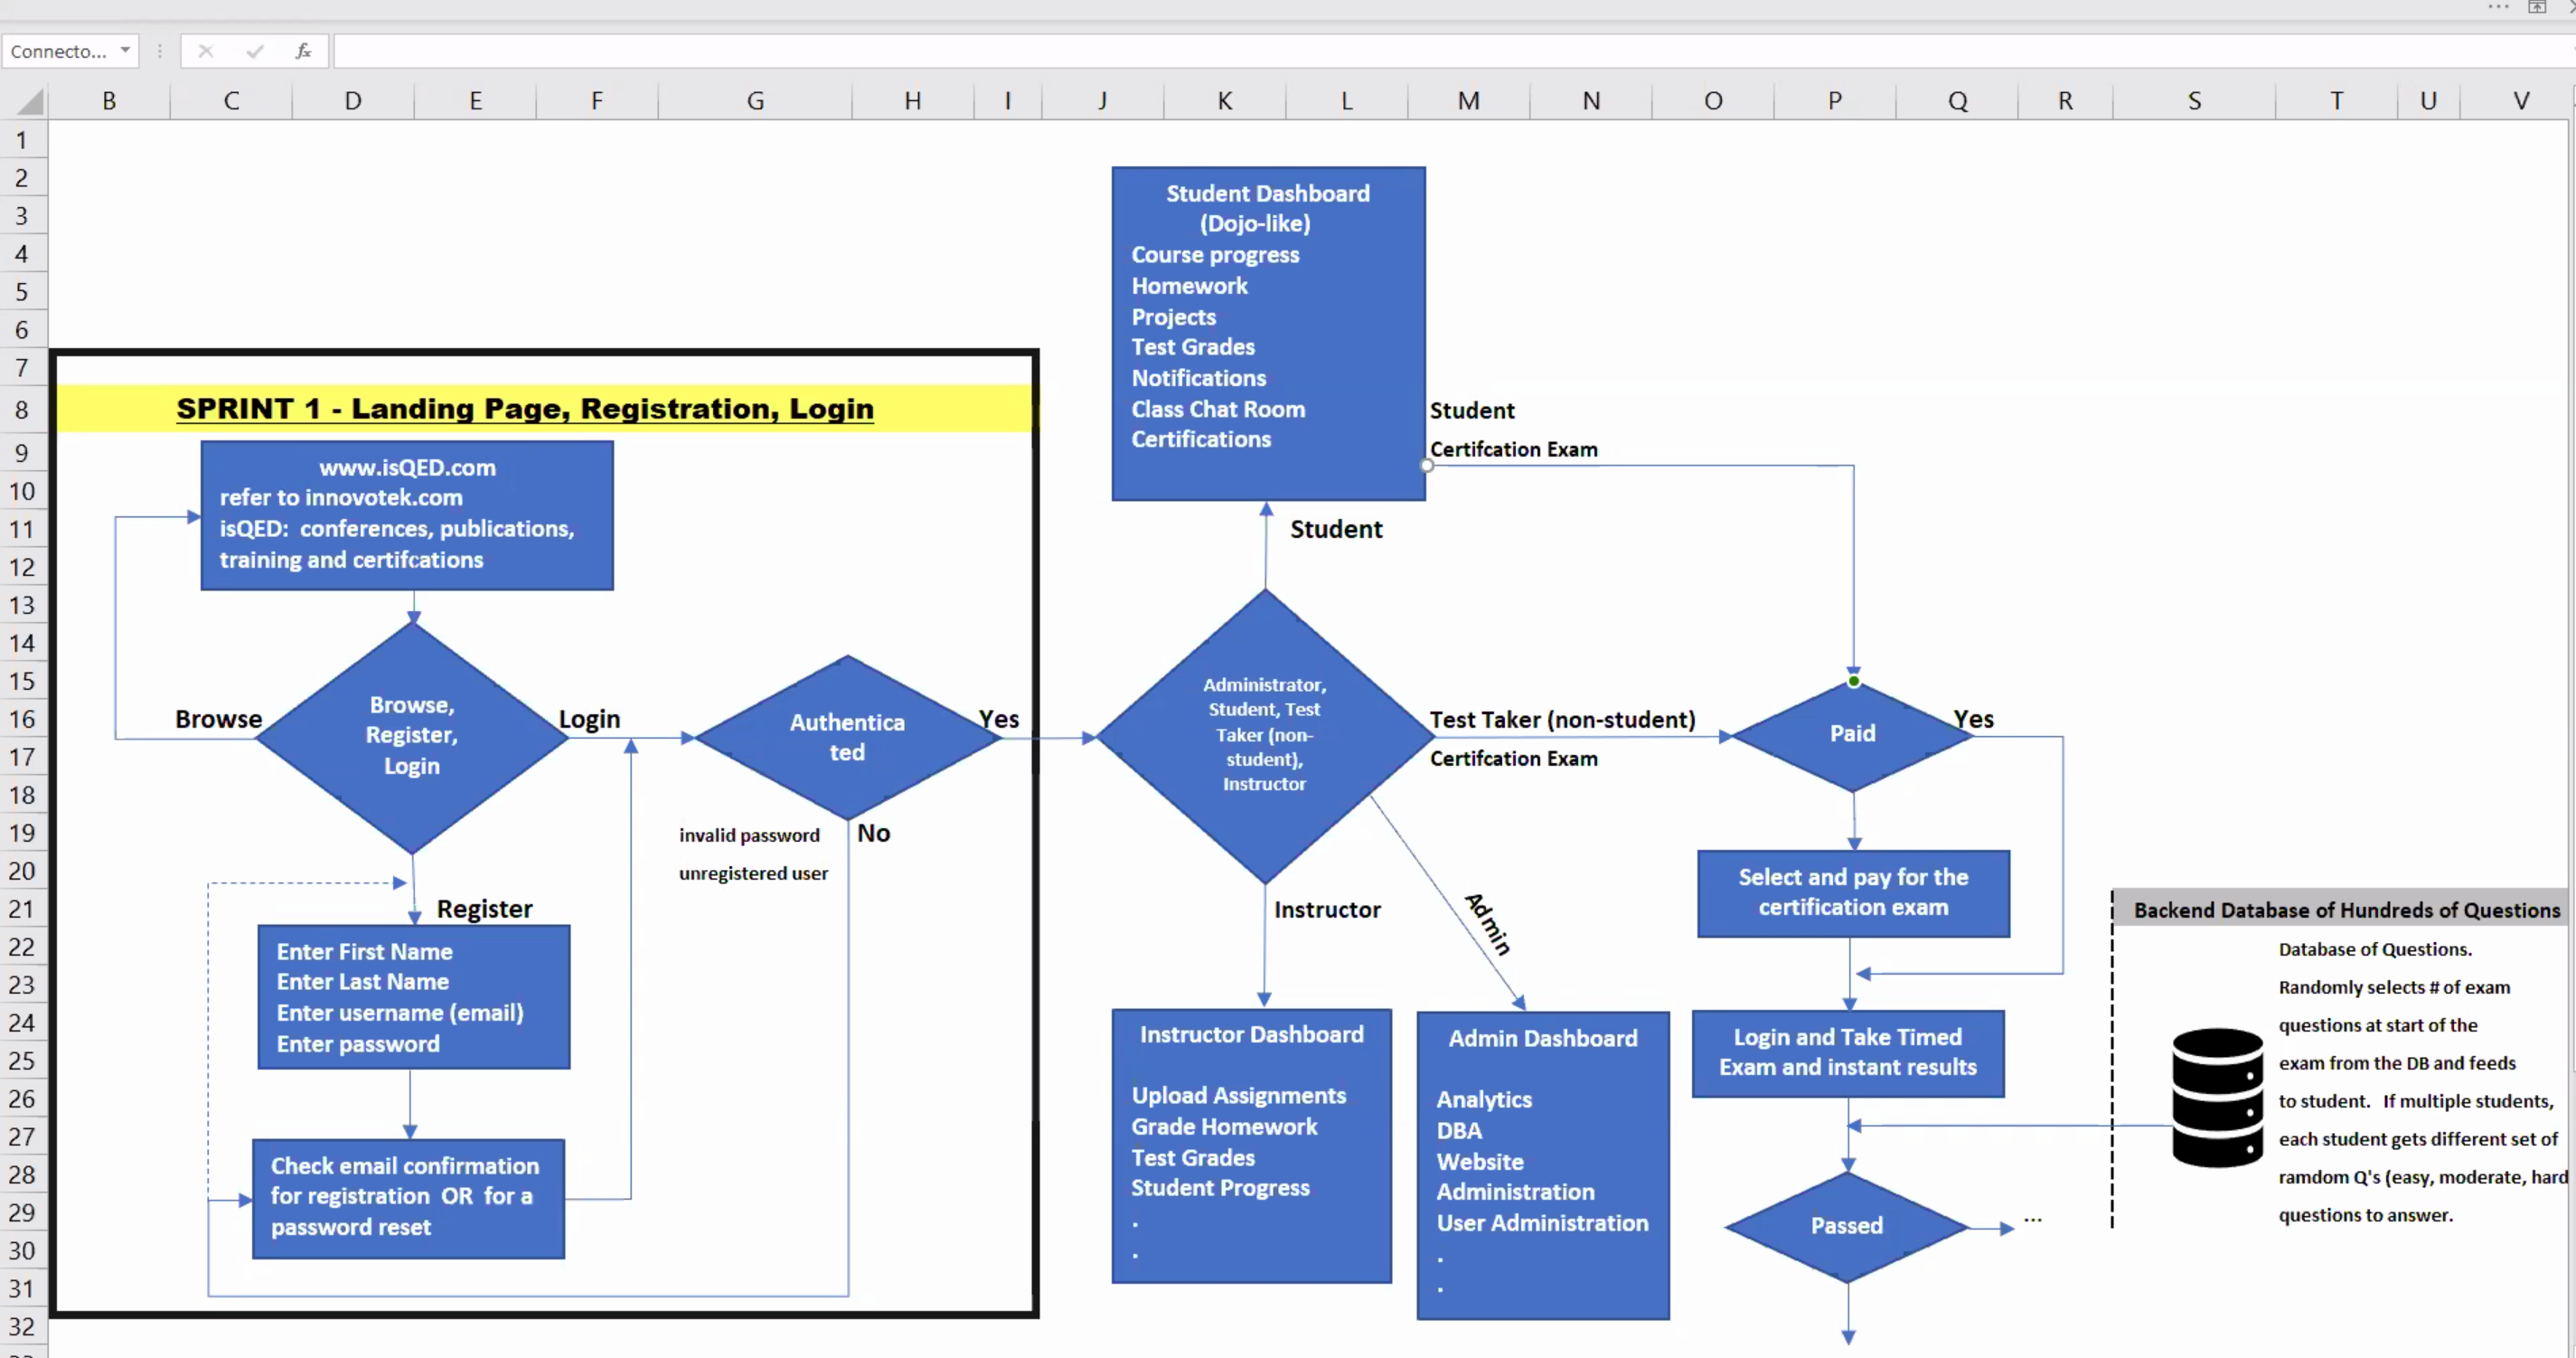 Connecto...
fx
B C D E F G H I J K L M N O P Q R S T U V
1
2
3
4
5
6
7
8
9
10
11
12
13
14
15
16
17
18
19
20
21
22
23
24
25
26
27
28
29
30
31
32
SPRINT 1 - Landing Page, Registration, Login
www.isQED.com
refer to innovotek.com
isQED: conferences, publications,
training and certifcations
Browse,
Register,
Login
Browse
Login
Register
Enter First Name
Enter Last Name
Enter username (email)
Enter password
Check email confirmation
for registration OR for a
password reset
Authentica
ted
Yes
No
invalid password
unregistered user
Student Dashboard
(Dojo-like)
Course progress
Homework
Projects
Test Grades
Notifications
Class Chat Room
Certifications
Student
Certifcation Exam
Student
Administrator,
Student, Test
Taker (non-
student),
Instructor
Test Taker (non-student)
Certifcation Exam
Instructor
Admin
Instructor Dashboard
Upload Assignments
Grade Homework
Test Grades
Student Progress
.
.
Admin Dashboard
Analytics
DBA
Website
Administration
User Administration
.
.
Paid
Yes
Select and pay for the
certification exam
Login and Take Timed
Exam and instant results
Passed
...
Backend Database of Hundreds of Questions
Database of Questions.
Randomly selects # of exam
questions at start of the
exam from the DB and feeds
to student. If multiple students,
each student gets different set of
ramdom Q's (easy, moderate, hard
questions to answer.